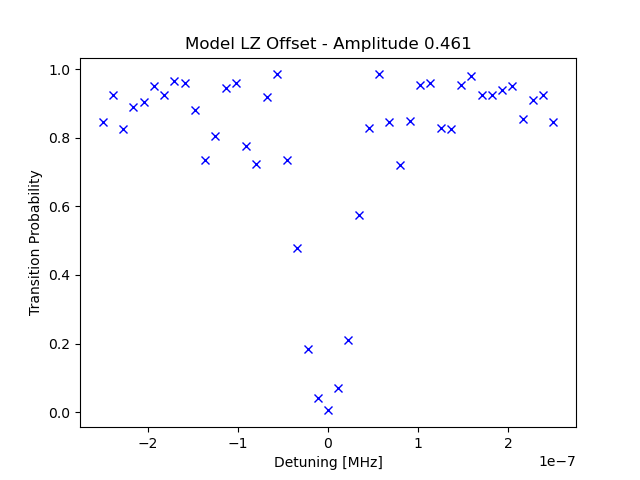 Model LZ Offset - Amplitude 0.461
1.0
0.8
0.6
0.4
0.2
0.0
Transition Probability
−2
−1
0
1
2
Detuning [MHz]
1e−7